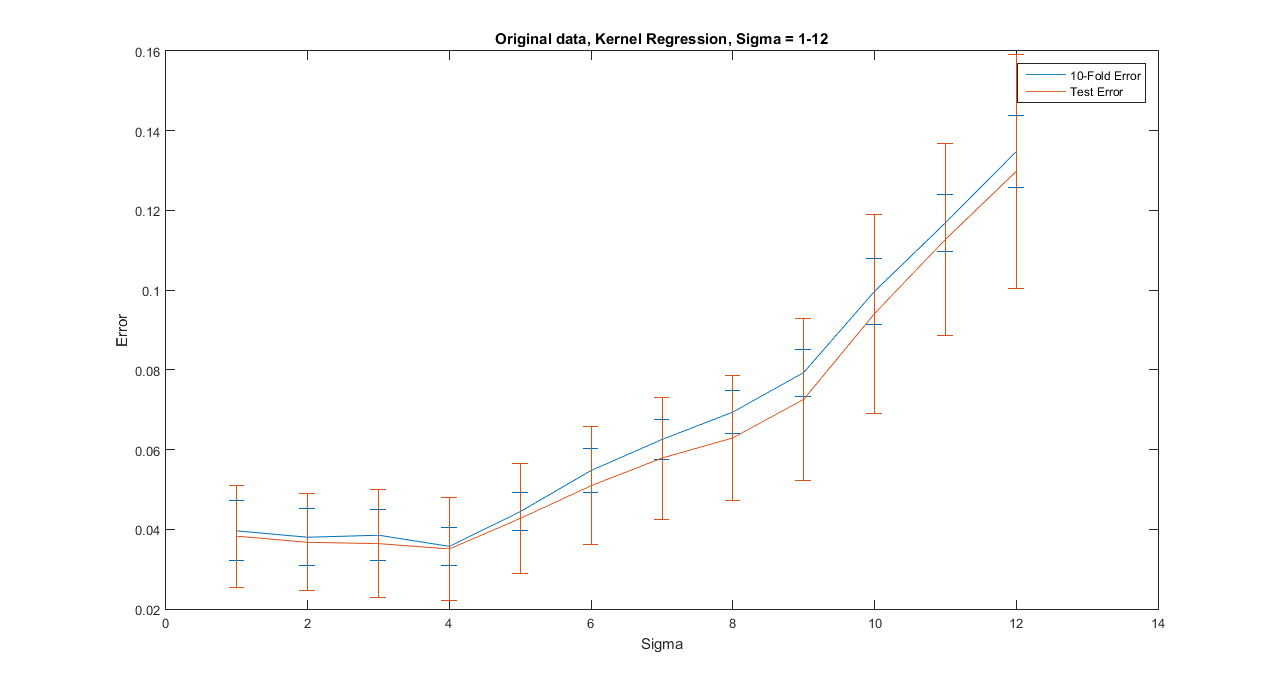 Original data, Kernel Regression, Sigma = 1-12
0.16
0.14
0.12
0.1
0.08
0.06
0.04
0.02
Error
10-Fold Error
Test Error
0 2 4 6 8 10 12 14
Sigma